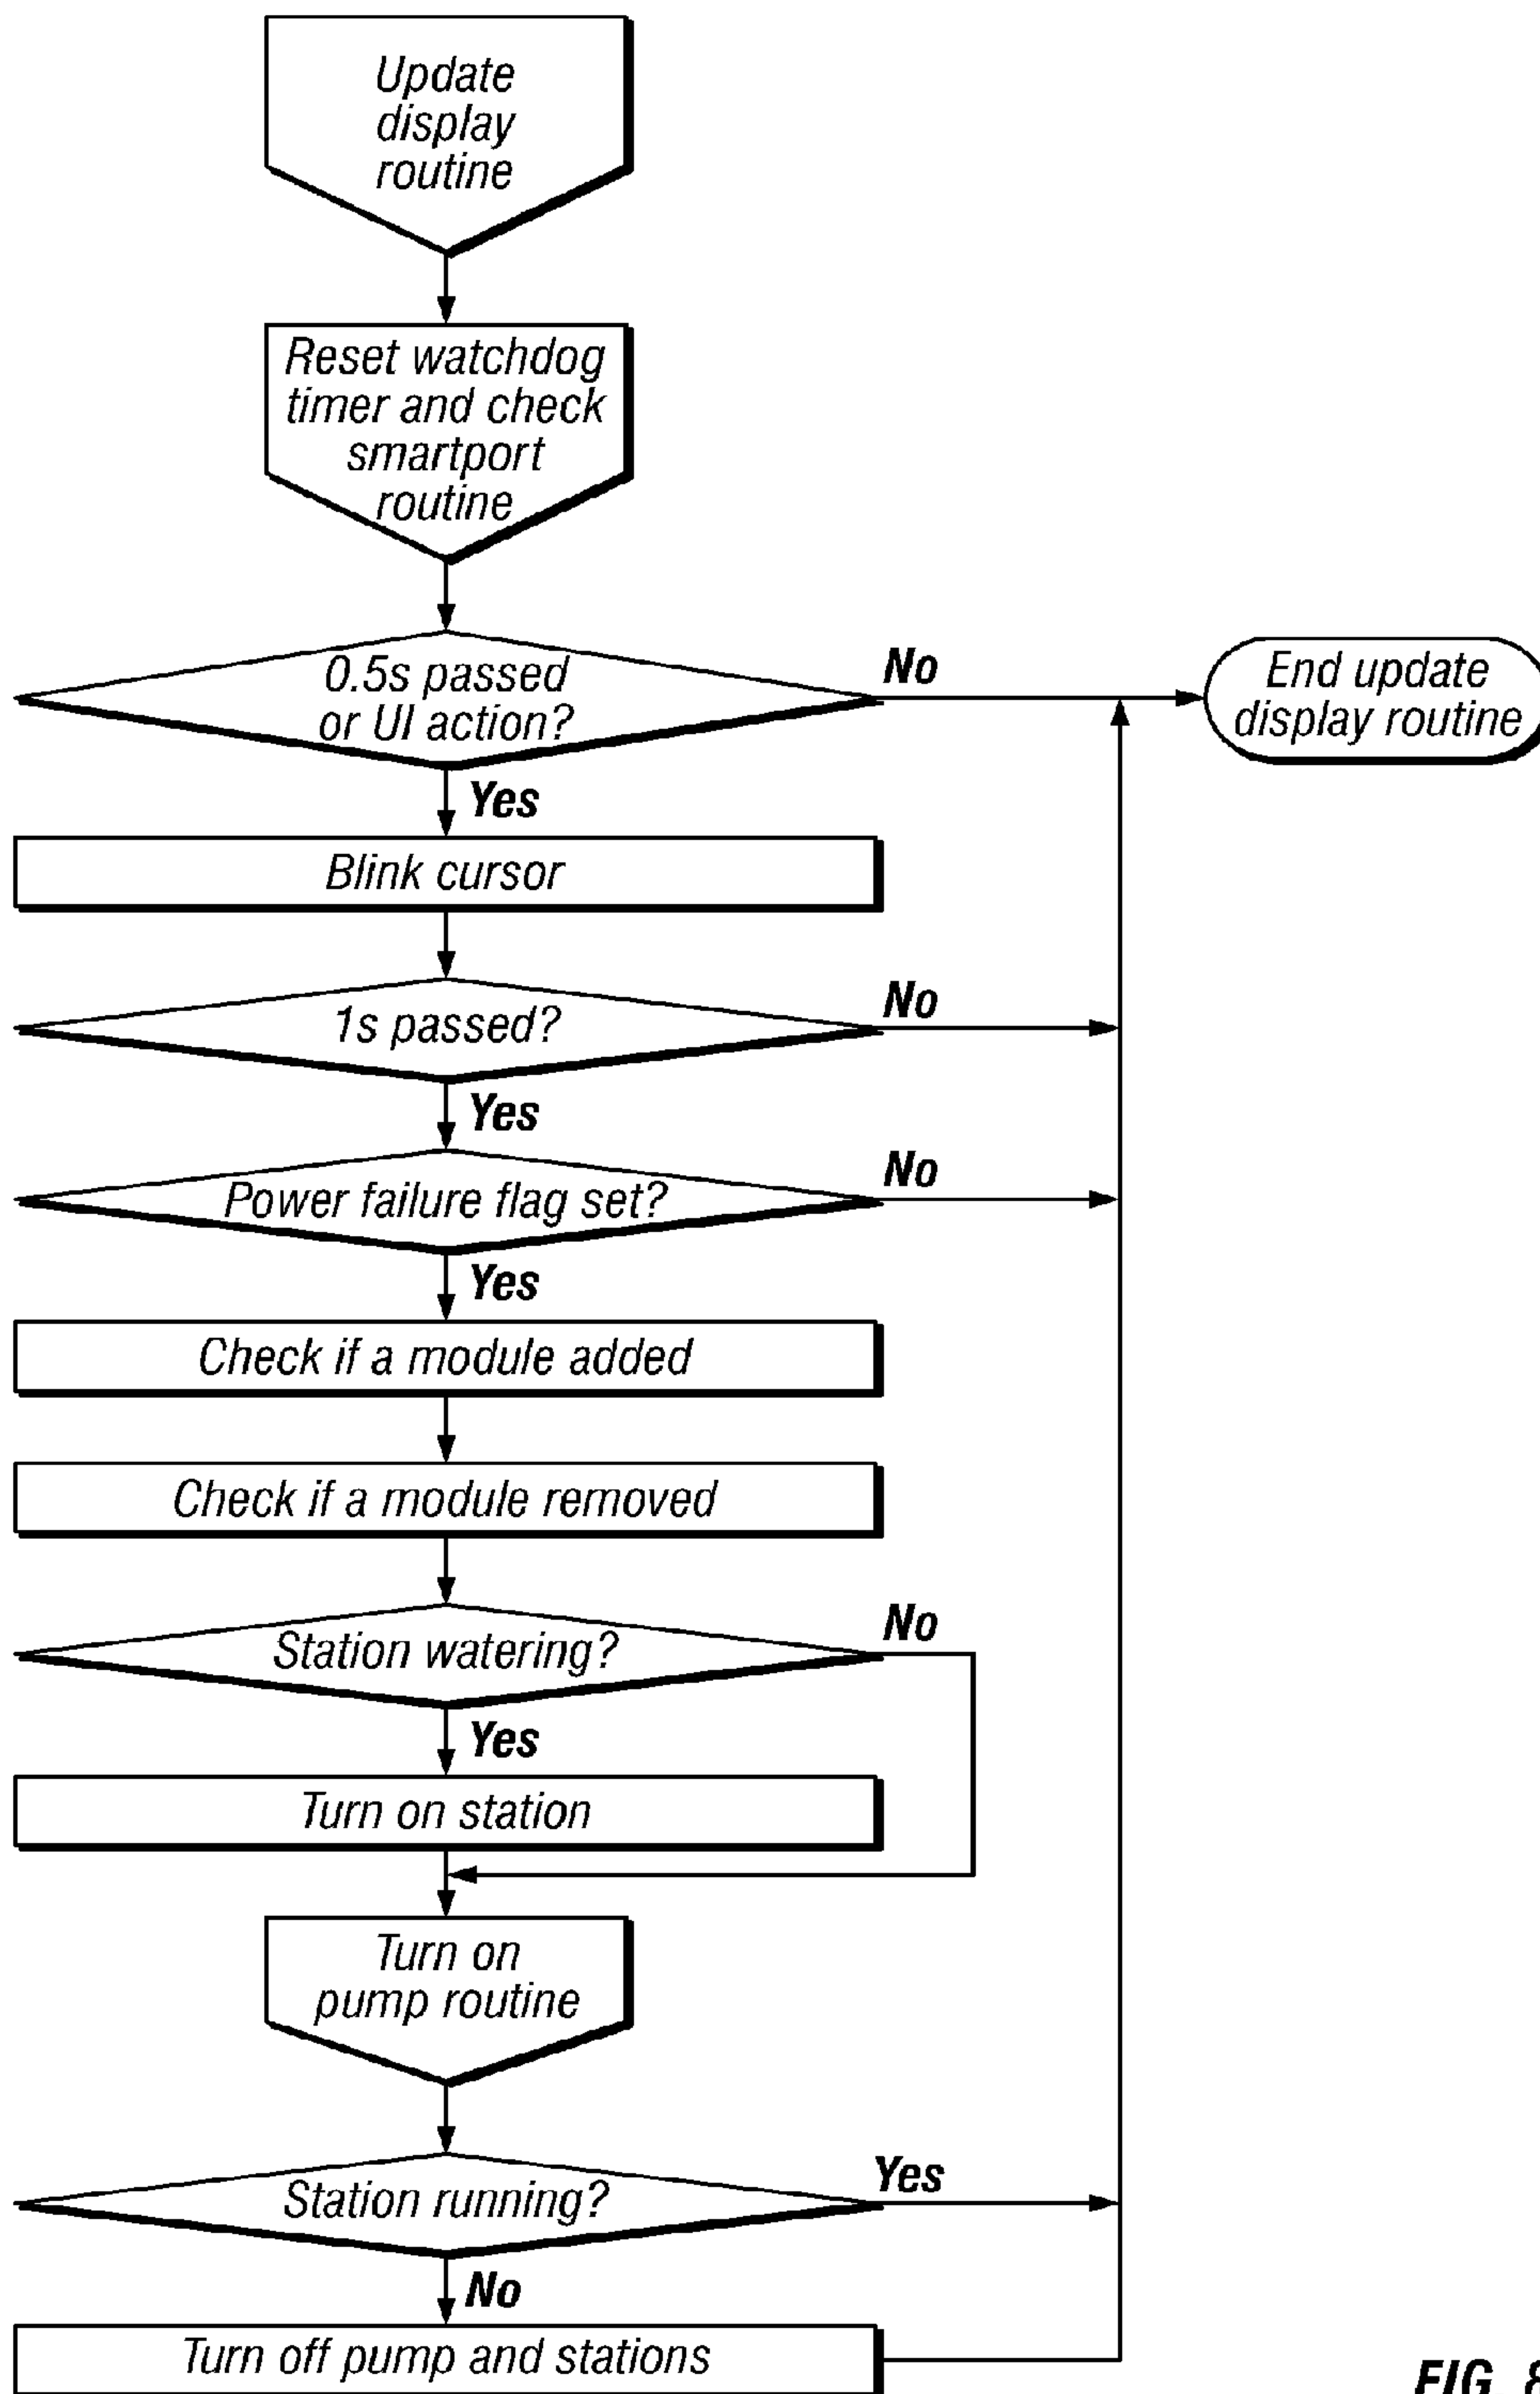 Update
display
routine
Reset watchdog
timer and check
smartport
routine
0.5s passed
or UI action?
No
End update
display routine
Yes
Blink cursor
1s passed?
No
Yes
Power failure flag set?
No
Yes
Check if a module added
Check if a module removed
Station watering?
No
Yes
Turn on station
Turn on
pump routine
Station running?
Yes
No
Turn off pump and stations
FIG. 8